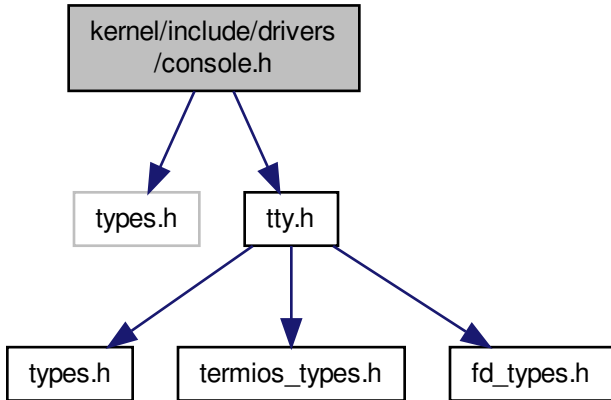 kernel/include/drivers
/console.h
types.h
tty.h
types.h
termios_types.h
fd_types.h